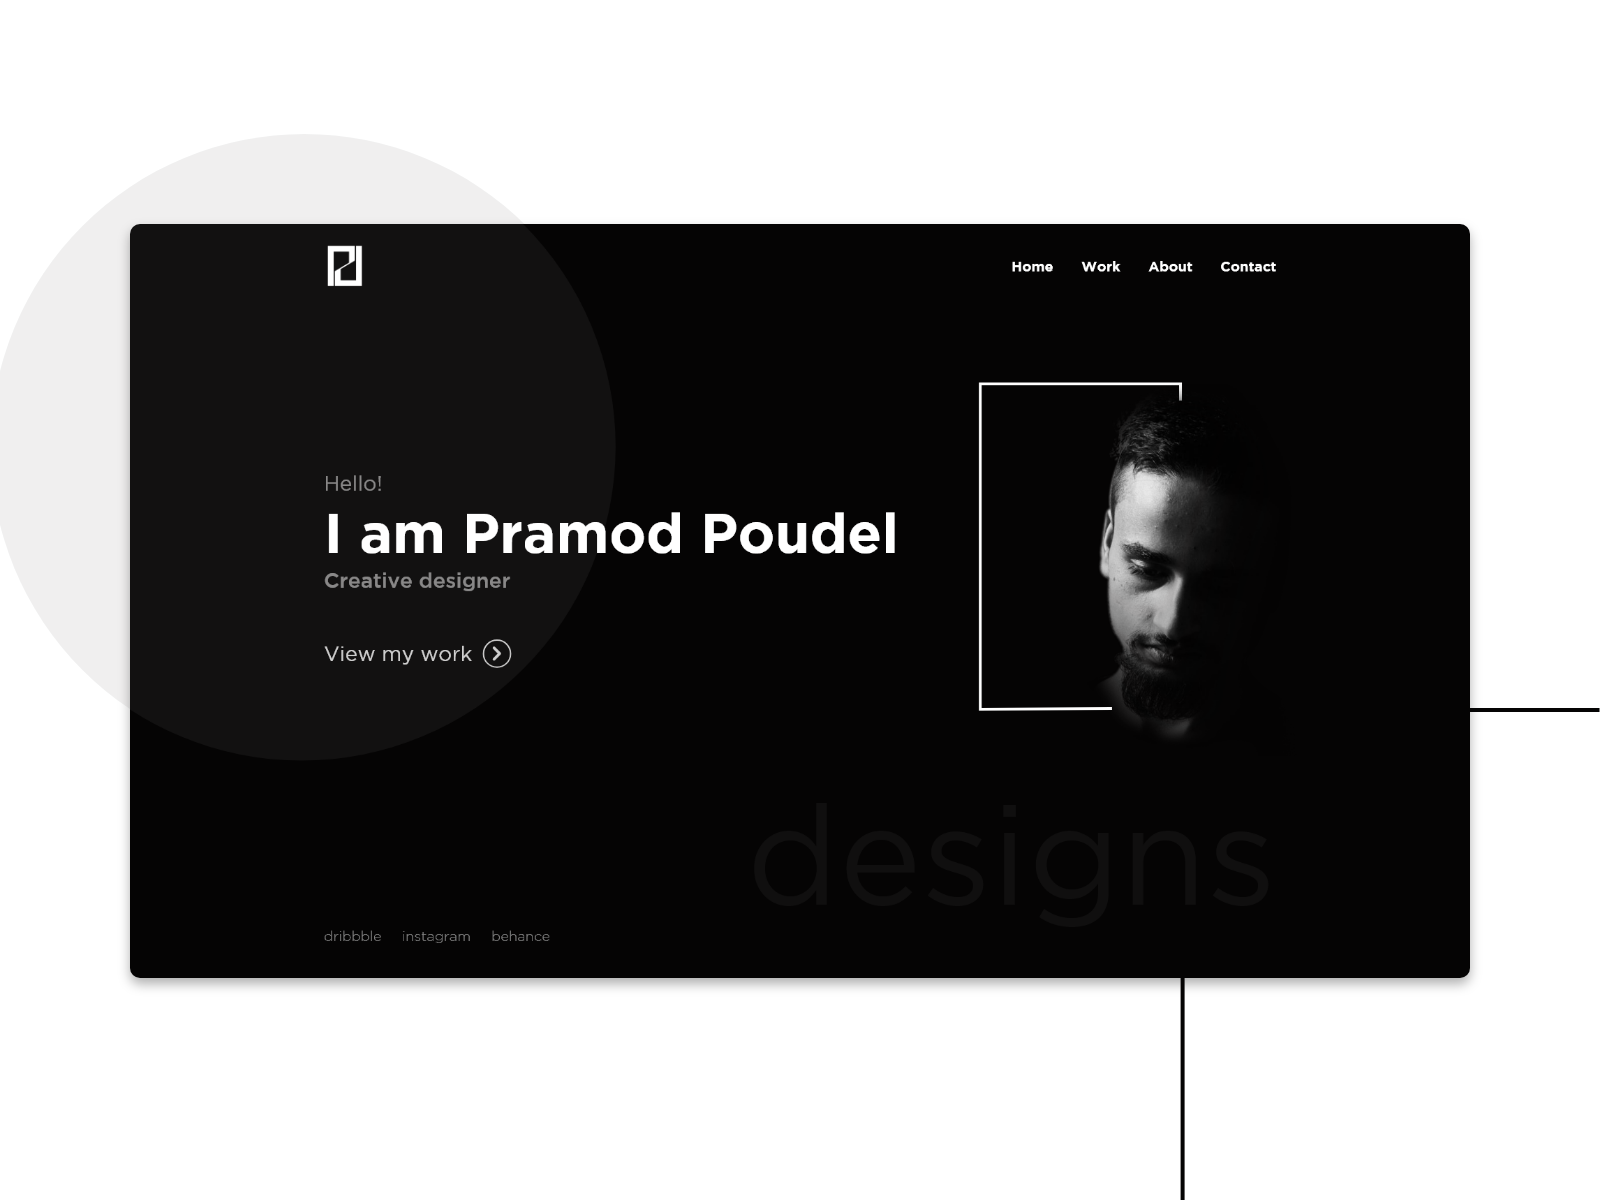 Home Work About Contact
Hello!
I am Pramod Poudel
Creative designer
View my work
designs
dribbble instagram behance